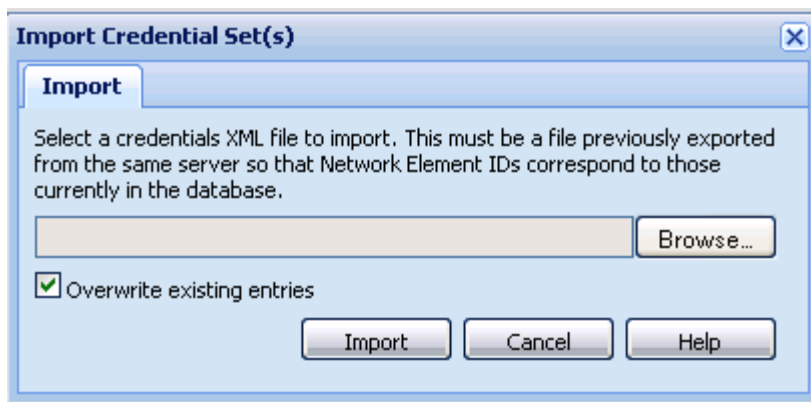 Import Credential Set(s)
Import
Select a credentials XML file to import. This must be a file previously exported
from the same server so that Network Element IDs correspond to those
currently in the database.
Browse...
Overwrite existing entries
Import Cancel Help